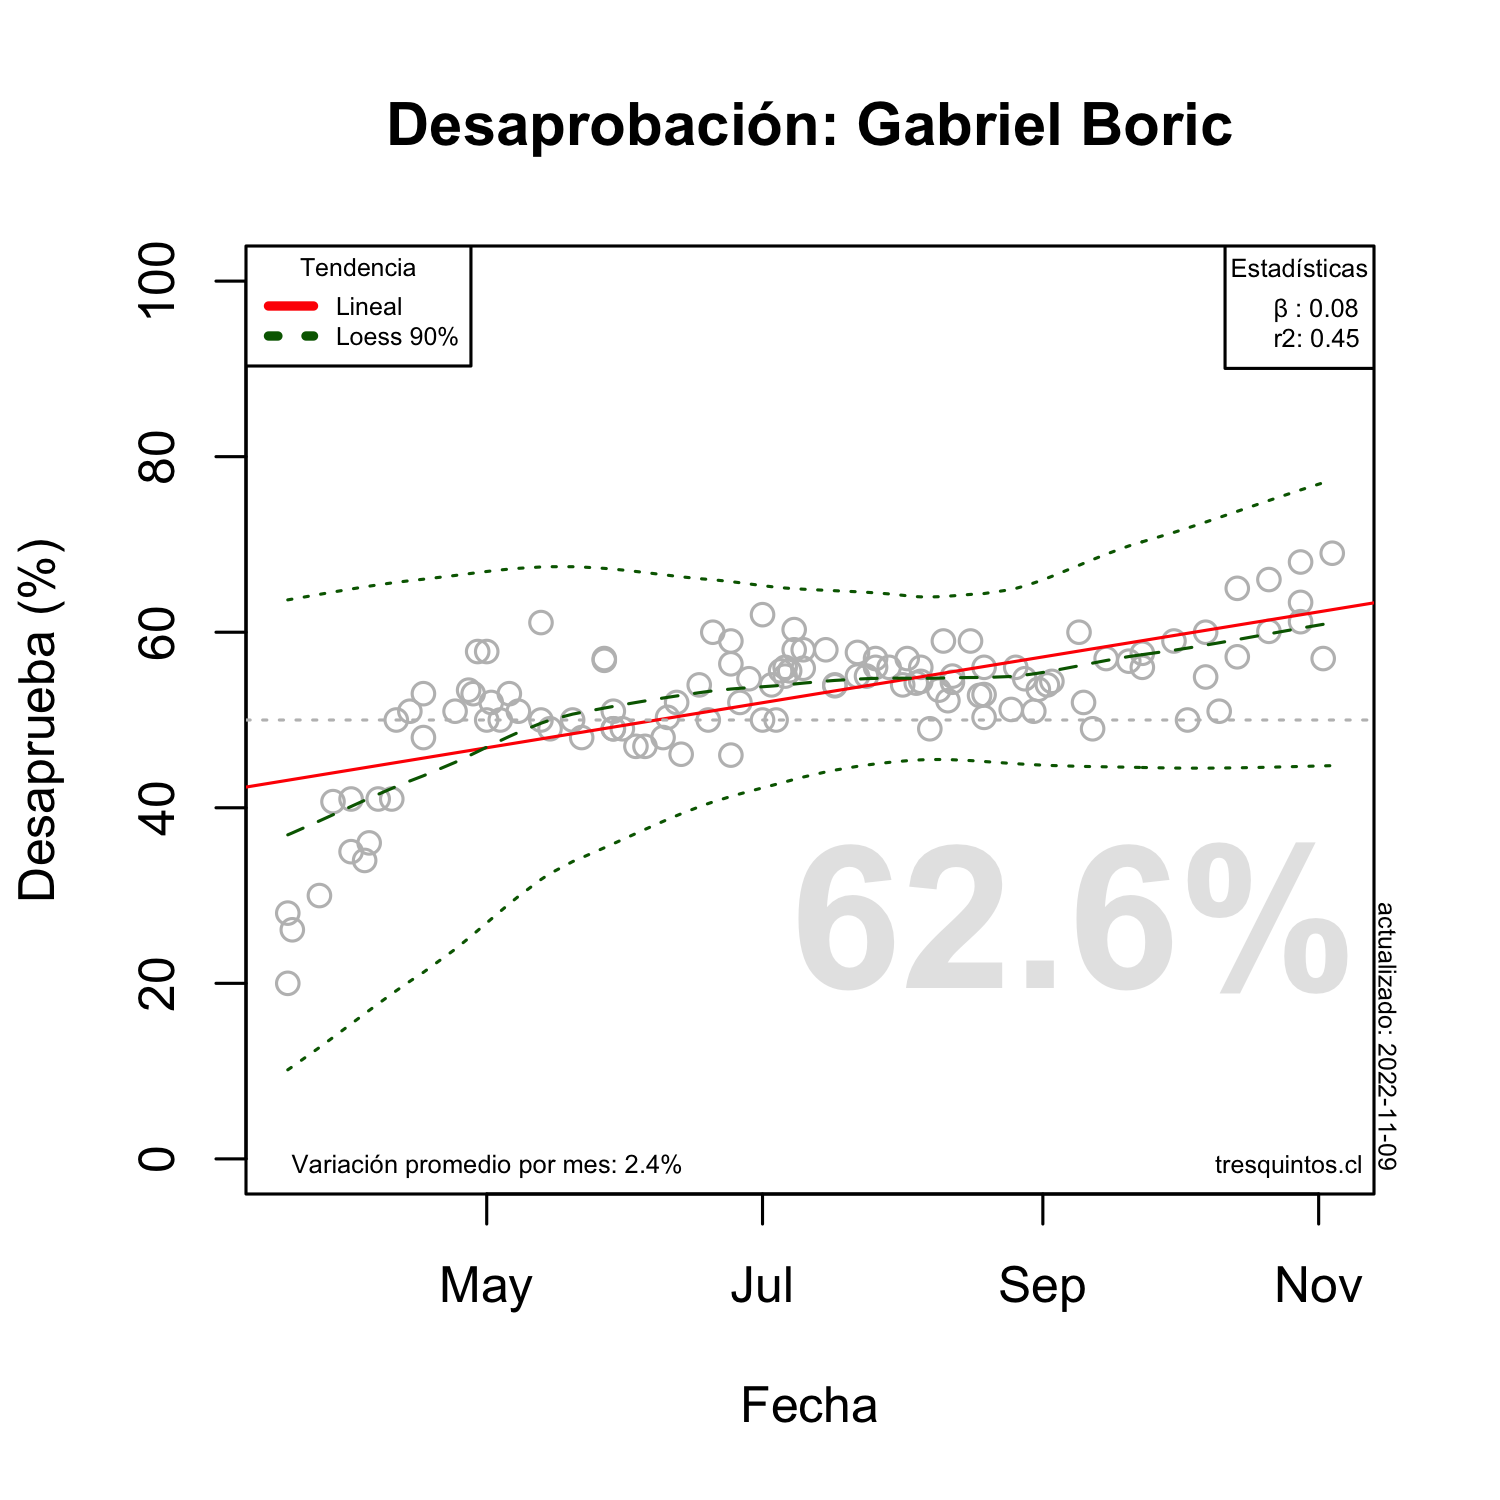 Desaprobación: Gabriel Boric
Tendencia
Lineal
Loess 90%
Estadísticas
β : 0.08
r2: 0.45
Desaprueba (%)
100
80
60
40
20
0
62.6%
actualizado: 2022-11-09
Variación promedio por mes: 2.4%
tresquintos.cl
May
Jul
Sep
Nov
Fecha